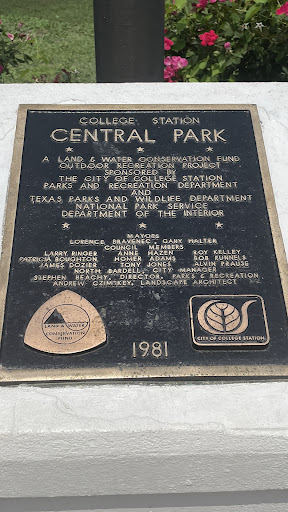 COLLEGE STATION
CENTRAL PARK
A LAND & WATER CONSERVATION FUND
OUTDOOR RECREATION PROJECT
SPONSORED BY
THE CITY OF COLLEGE STATION
PARKS AND RECREATION DEPARTMENT
AND
TEXAS PARKS AND WILDLIFE DEPARTMENT
NATIONAL PARK SERVICE
DEPARTMENT OF THE INTERIOR
MAYORS
LORENCE BRAVENEC, GARY HALTER
COUNCIL MEMBERS
LARRY RINGER ANNE HAZEN ROY KELLEY
PATRICIA BOUGHTON HOMER ADAMS BOB RUNNELS
JAMES DOZIER TONY JONES ALVIN PRAUSE
NORTH BARDELL, CITY MANAGER
STEPHEN BEACHY, DIRECTOR, PARKS & RECREATION
ANDREW CZIMSKEY, LANDSCAPE ARCHITECT
LAND & WATER
CONSERVATION
FUND
1981
CITY OF COLLEGE STATION